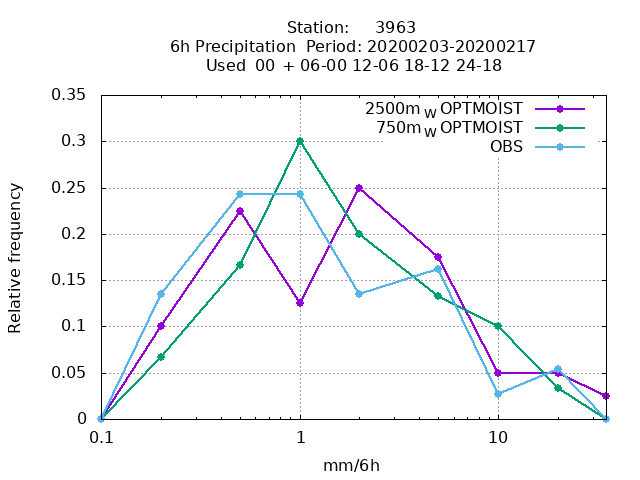 Station: 3963
6h Precipitation Period: 20200203-20200217
Used 00 + 06-00 12-06 18-12 24-18
0.35
0.3
0.25
0.2
0.15
0.1
0.05
0
Relative frequency
2500m W OPTMOIST
750m W OPTMOIST
OBS
0.1 1 10
mm/6h